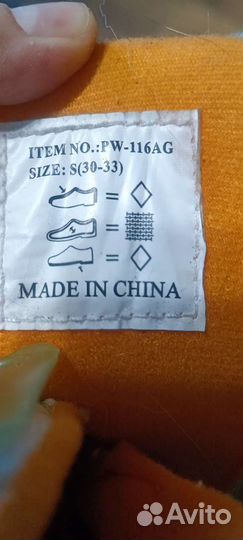 ITEM NO.:PW-116AG
SIZE: S(30-33)
=
=
=
MADE IN CHINA
Avito